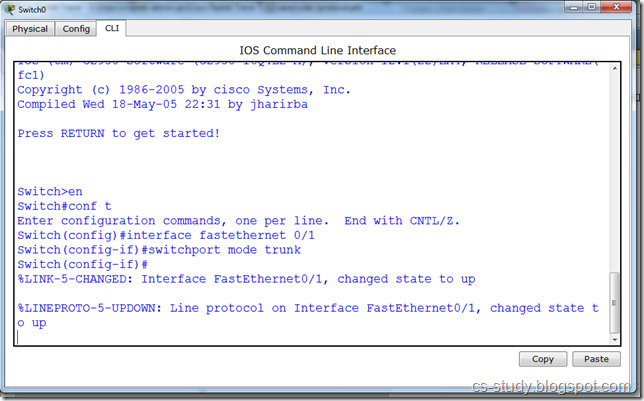 Switch0
Physical Config CLI
IOS Command Line Interface
fc1)
Copyright (c) 1986-2005 by cisco Systems, Inc.
Compiled Wed 18-May-05 22:31 by jharirba
Press RETURN to get started!
Switch>en
Switch#conf t
Enter configuration commands, one per line.  End with CNTL/Z.
Switch(config)#interface fastethernet 0/1
Switch(config-if)#switchport mode trunk
Switch(config-if)#
%LINK-5-CHANGED: Interface FastEthernet0/1, changed state to up
%LINEPROTO-5-UPDOWN: Line protocol on Interface FastEthernet0/1, changed state t
o up
Copy Paste
cs-study.blogspot.com